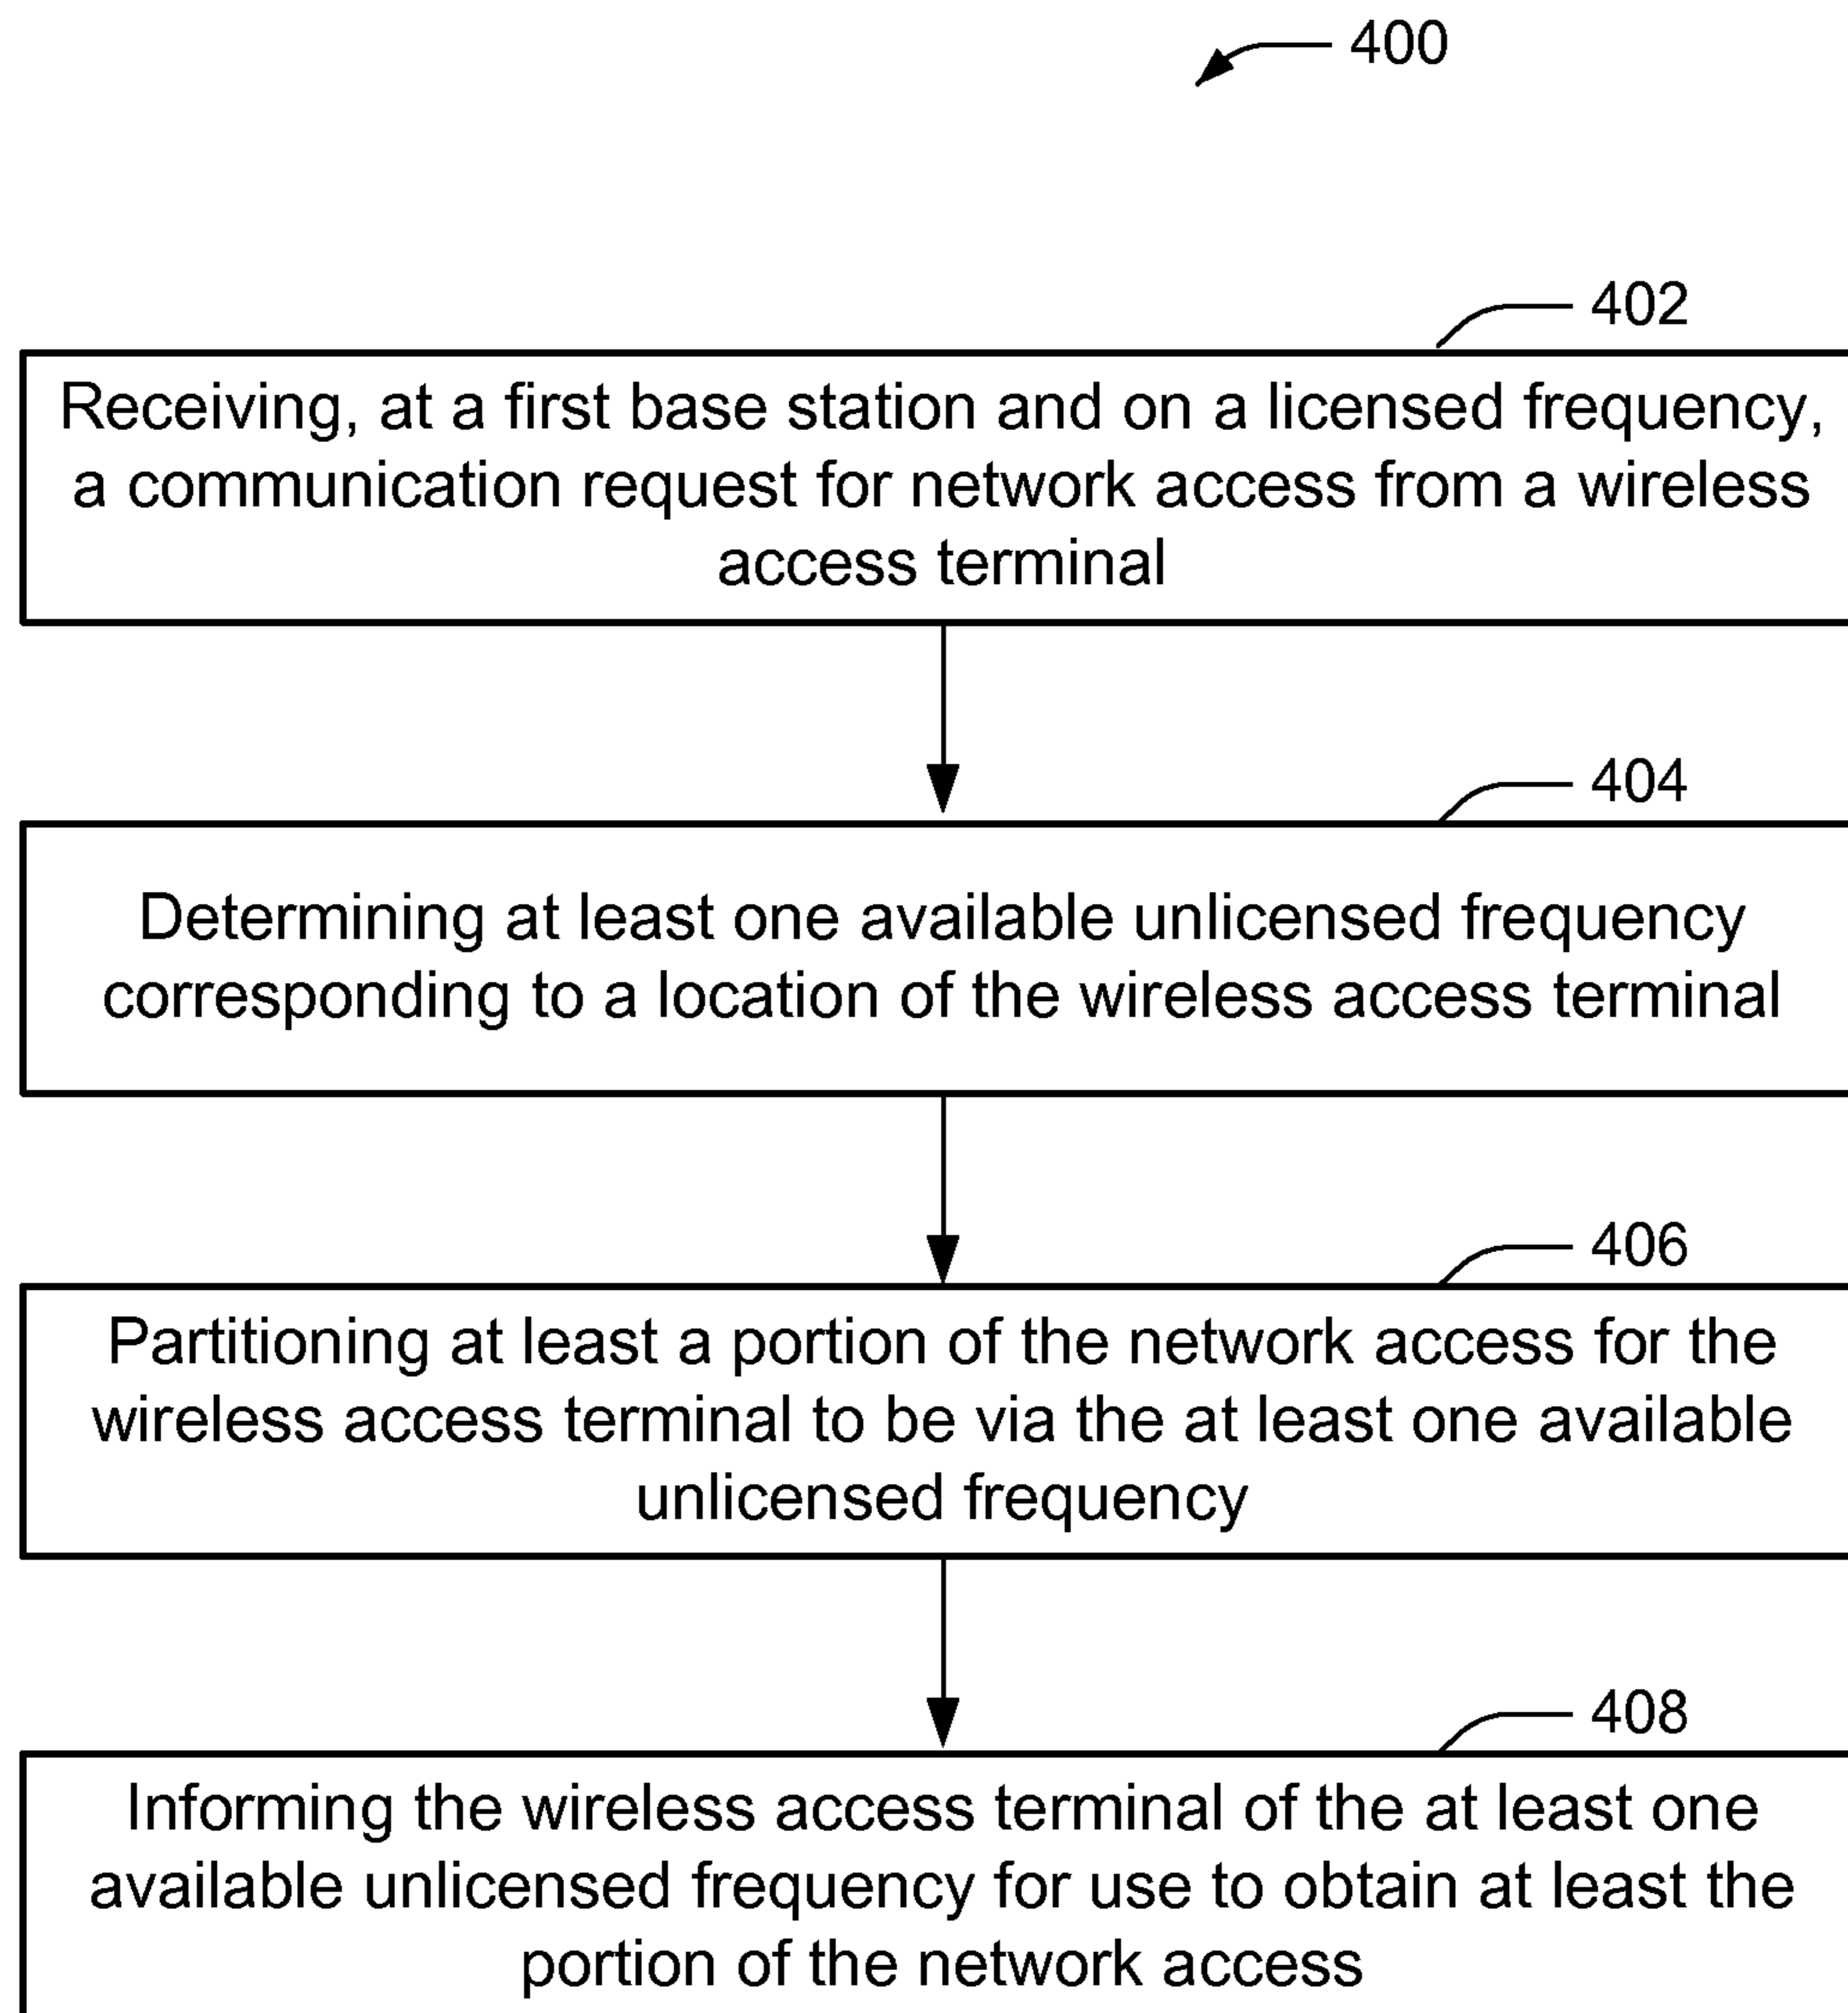 400
402
Receiving, at a first base station and on a licensed frequency,
a communication request for network access from a wireless
access terminal
404
Determining at least one available unlicensed frequency
corresponding to a location of the wireless access terminal
406
Partitioning at least a portion of the network access for the
wireless access terminal to be via the at least one available
unlicensed frequency
408
Informing the wireless access terminal of the at least one
available unlicensed frequency for use to obtain at least the
portion of the network access